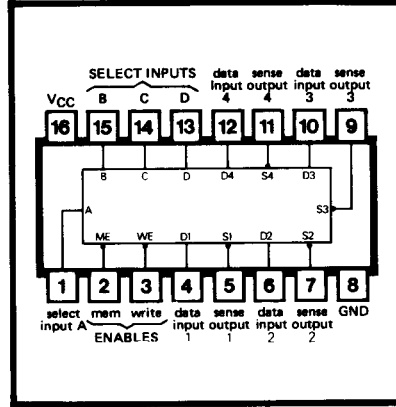 SELECT INPUTS
data sense data sense
input output input output
VCC B C D 4 4 3 3
16 15 14 13 12 11 10 9
B C D D4 S4 D3
A S3
ME WE D1 S1 D2 S2
1 2 3 4 5 6 7 8
select mem write data sense data sense GND
input A input output input output
ENABLES 1 1 2 2